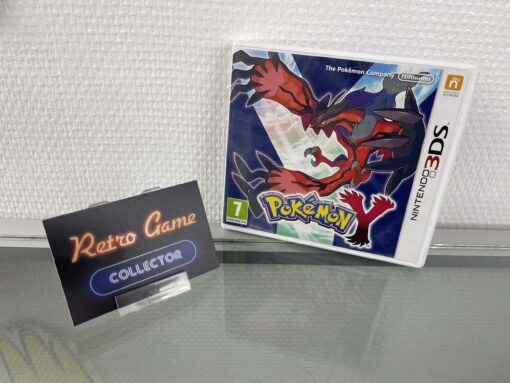 The Pokémon Company
Nintendo
NINTENDO 3DS
7
POKÉMON Y
Retro Game
COLLECTOR